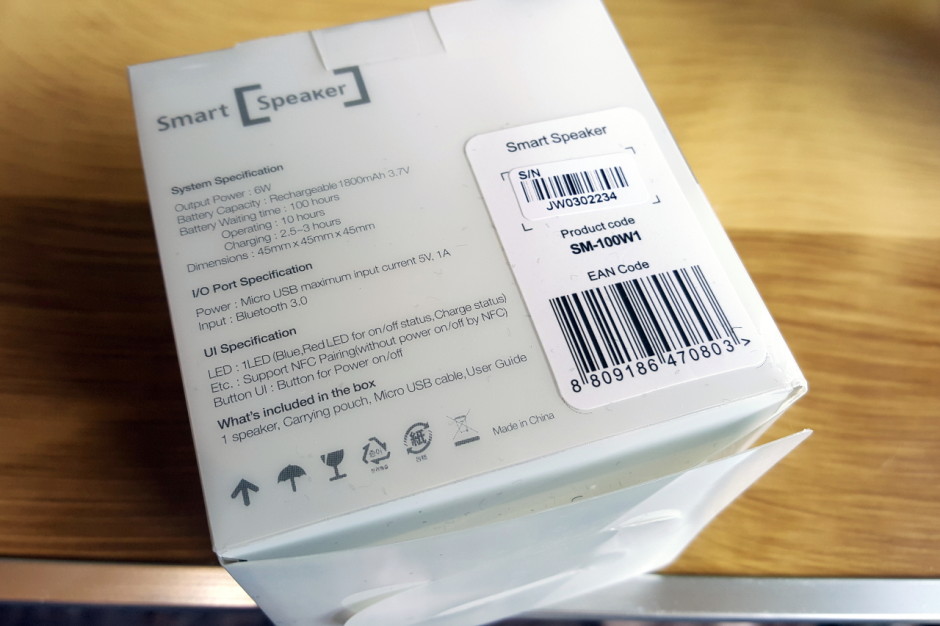 Smart [Speaker]
System Specification
Output Power : 6W
Battery Capacity : Rechargeable 1800mAh 3.7V
Battery Waiting time : 100 hours
Operating : 10 hours
Charging : 2.5~3 hours
Dimensions : 45mm x 45mm x 45mm
I/O Port Specification
Power : Micro USB maximum input current 5V, 1A
Input : Bluetooth 3.0
UI Specification
LED : 1LED (Blue,Red LED for on/off status,Charge status)
Etc. : Support NFC Pairing(without power on/off by NFC)
Button UI : Button for Power on/off
What's included in the box
1 speaker, Carrying pouch, Micro USB cable, User Guide
종이
紙
Made in China
Smart Speaker
S/N
JW0302234
Product code
SM-100W1
EAN Code
8 809186 470803 >